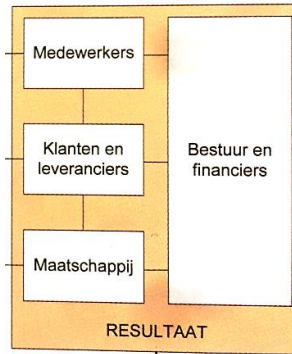 Medewerkers
Klanten en
leveranciers
Maatschappij
Bestuur en
financiers
RESULTAAT